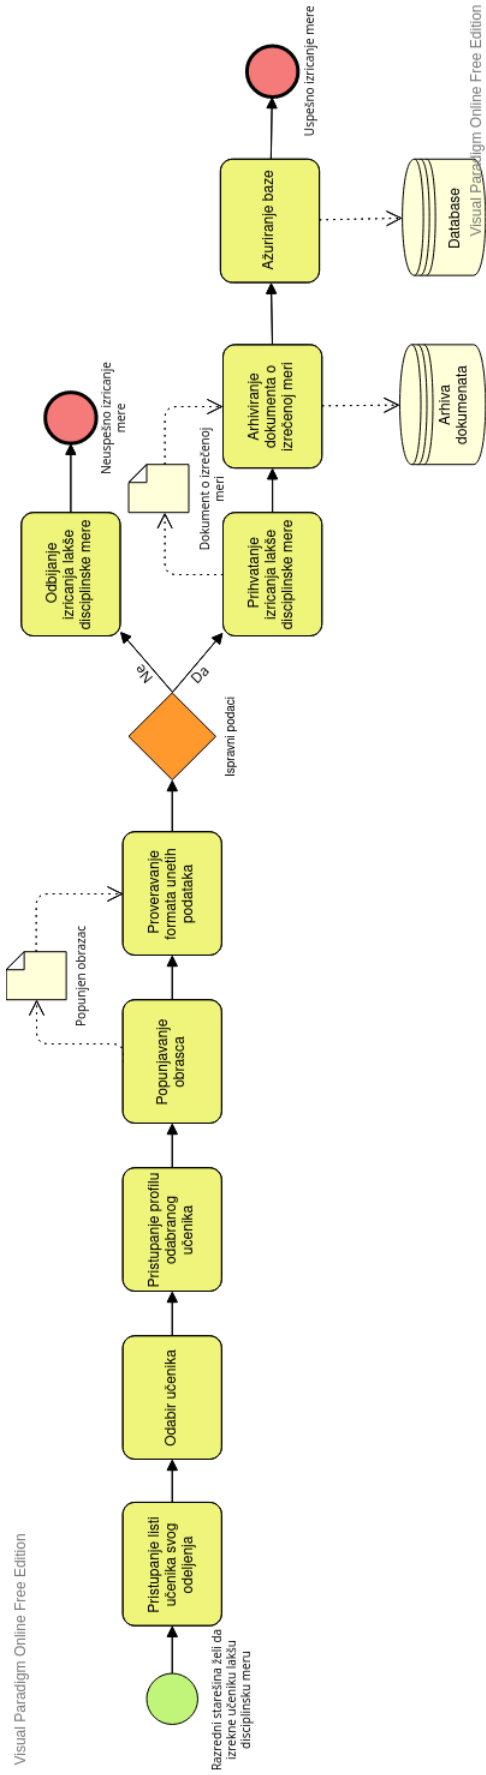 Visual Paradigm Online Free Edition
Razredni starešina želi da
izrekne učeniku lakšu
disciplinsku meru
Pristupanje listi
učenika svog
odeljenja
Odabir učenika
Pristupanje profilu
odabranog
učenika
Popunjavanje
obrasca
Popunjen obrazac
Proveravanje
formata unetih
podataka
Ispravni podaci
Ne
Da
Odbijanje
izricanja lakše
disciplinske mere
Neuspešno izricanje
mere
Prihvatanje
izricanja lakše
disciplinske mere
Dokument o izrečenoj
meri
Arhiviranje
dokumenta o
izrečenoj meri
Arhiva
dokumenata
Ažuriranje baze
Database
Uspešno izricanje mere
Visual Paradigm Online Free Edition